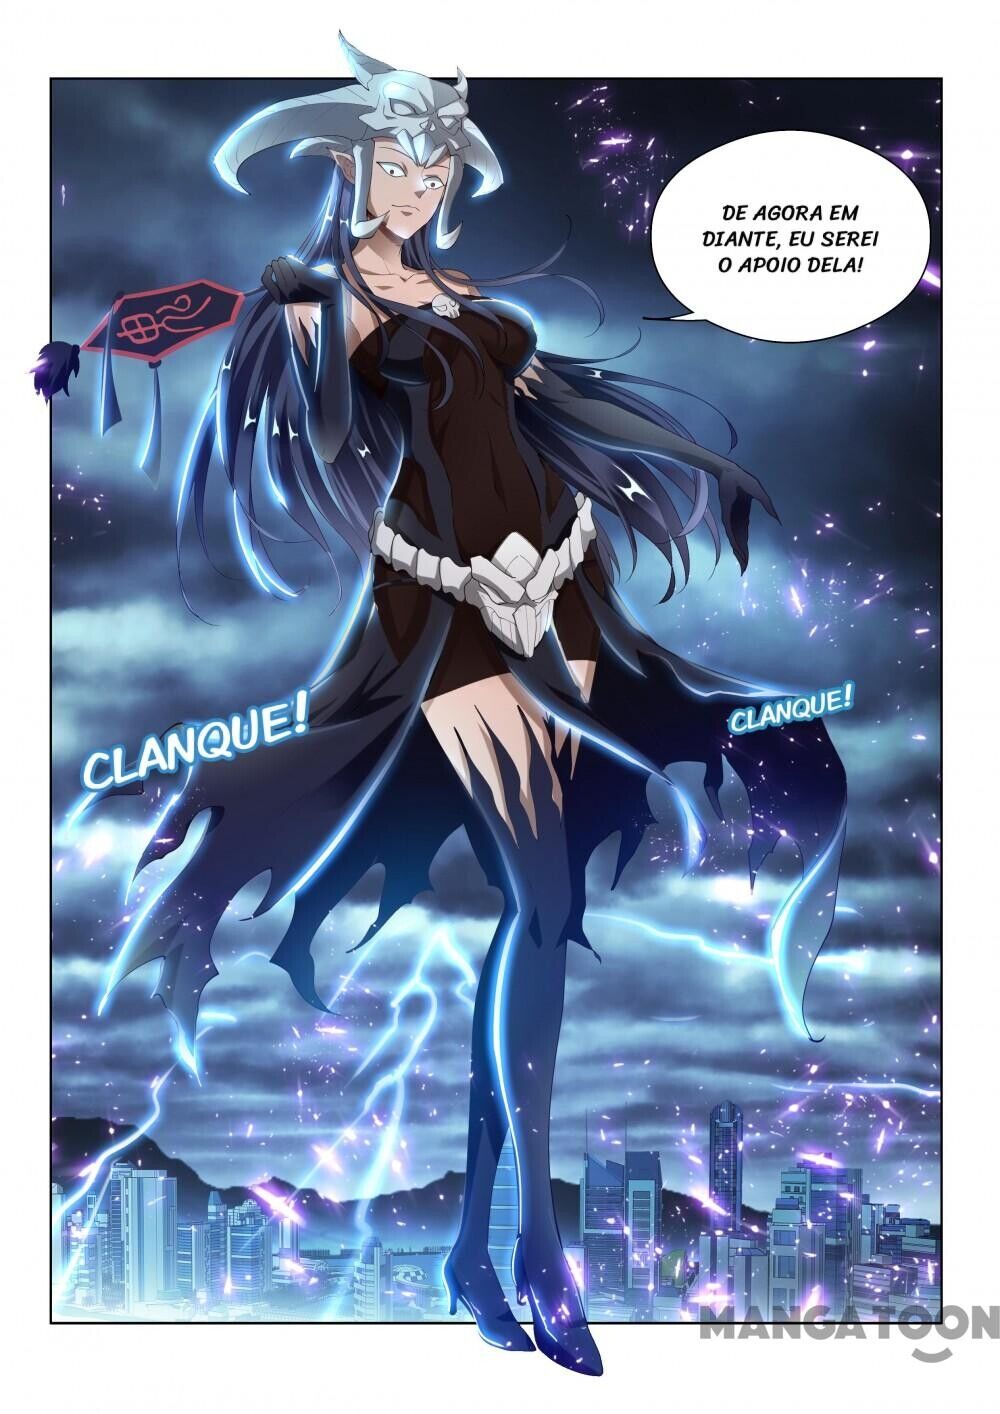 DE AGORA EM
DIANTE, EU SEREI
O APOIO DELA!
CLANQUE!
CLANQUE!
MANGATOON